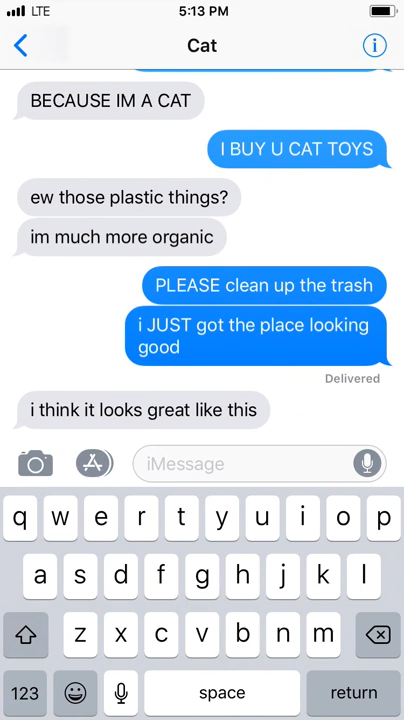 LTE
5:13 PM
Cat
BECAUSE IM A CAT
I BUY U CAT TOYS
ew those plastic things?
im much more organic
PLEASE clean up the trash
i JUST got the place looking
good
Delivered
i think it looks great like this
iMessage
q w e r t y u i o p
a s d f g h j k l
z x c v b n m
123 space return